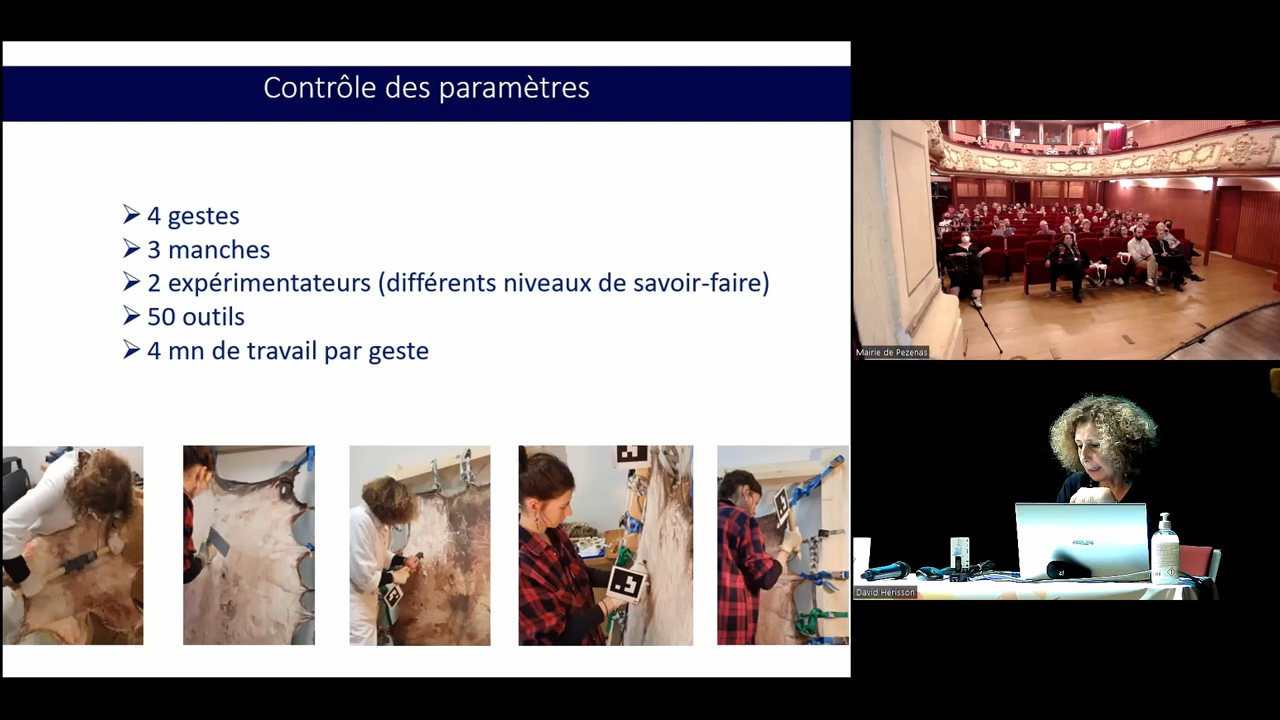 Contrôle des paramètres
4 gestes
3 manches
2 expérimentateurs (différents niveaux de savoir-faire)
50 outils
4 mn de travail par geste
Mairie de Pezenas
David Hérisson